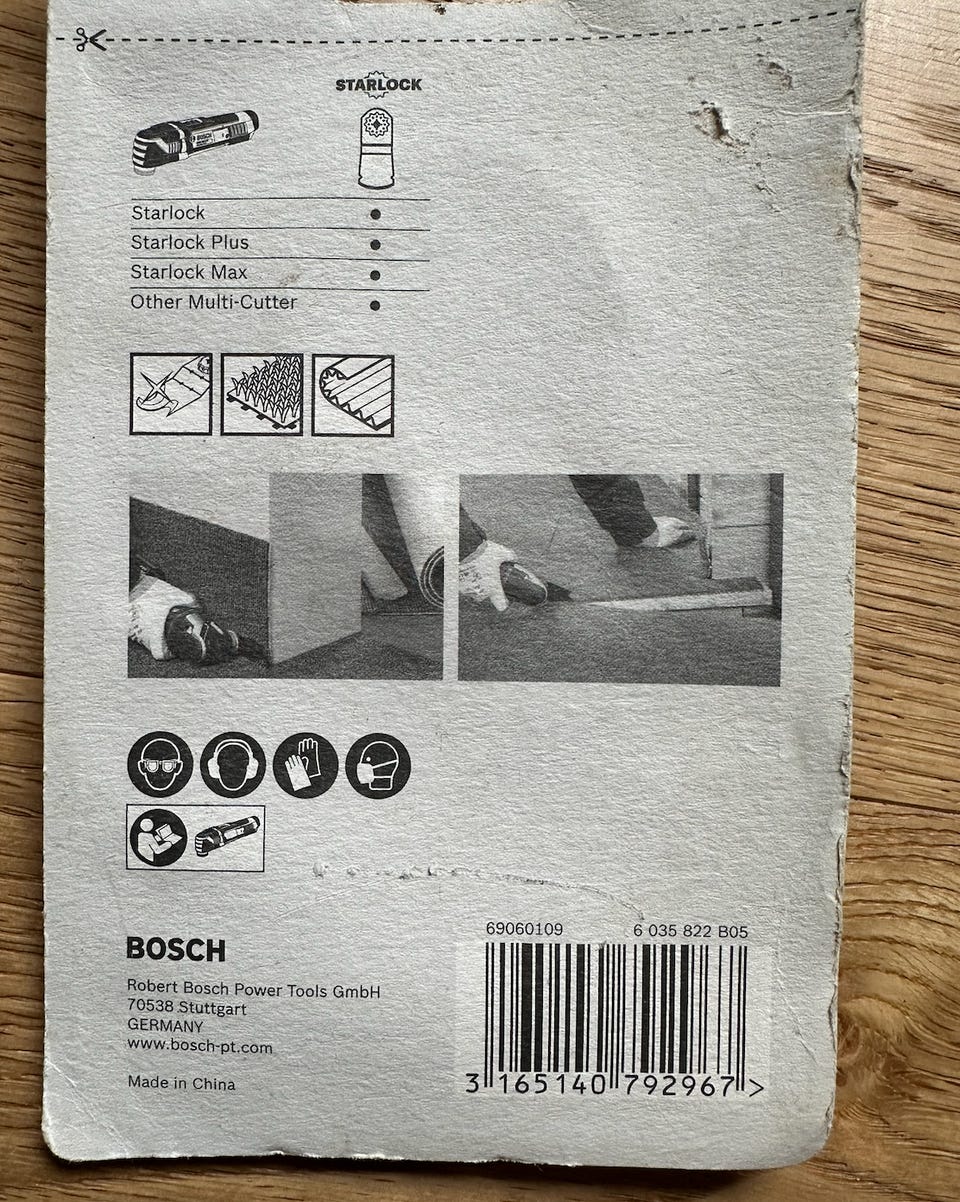 STARLOCK
Starlock
Starlock Plus
Starlock Max
Other Multi-Cutter
BOSCH
Robert Bosch Power Tools GmbH
70538 Stuttgart
GERMANY
www.bosch-pt.com
Made in China
69060109 6 035 822 B05
3 165140 792967 >